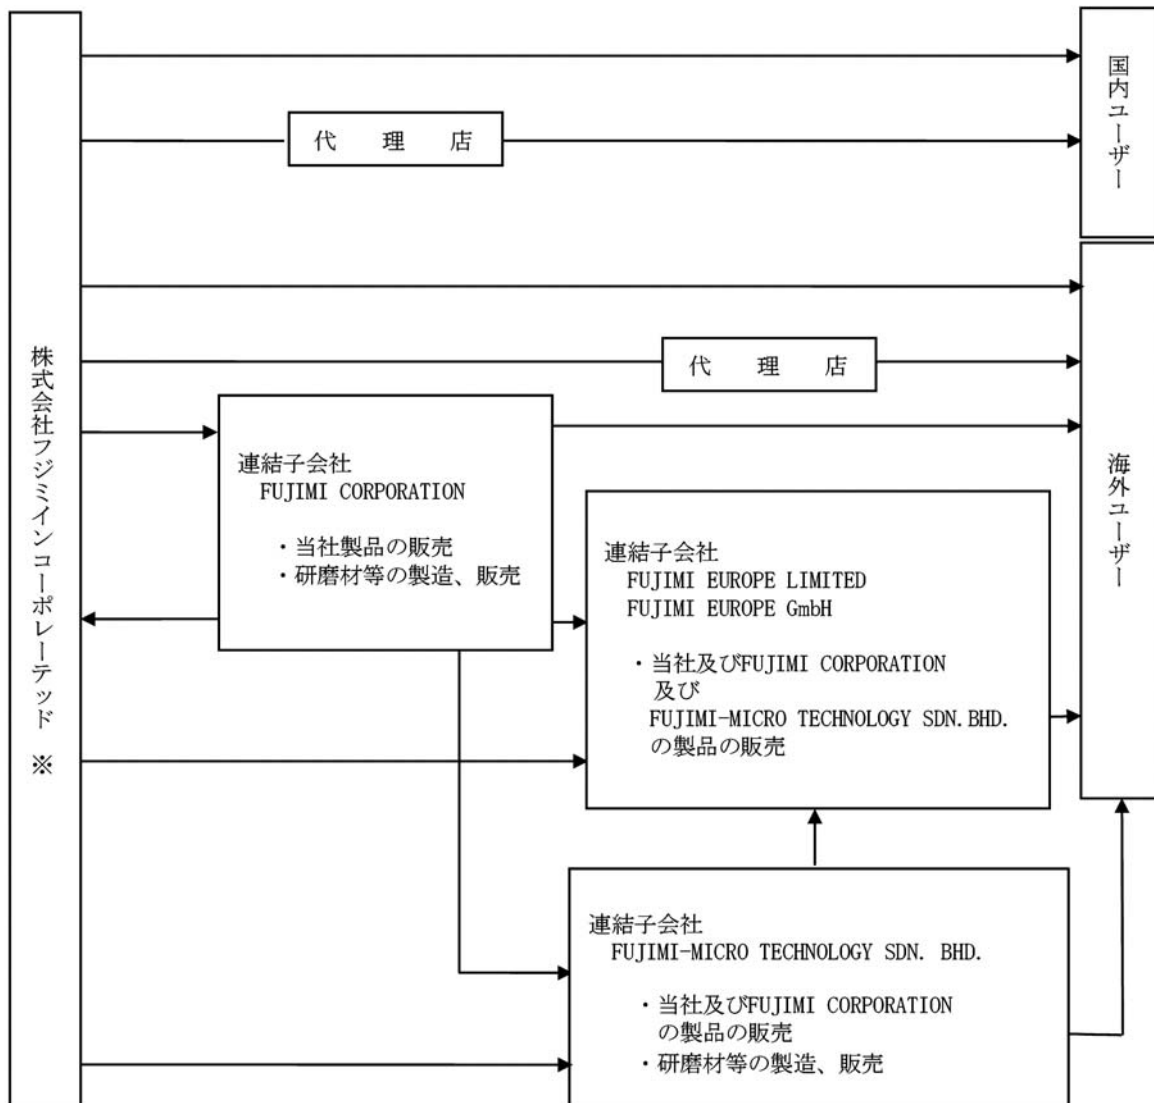 株式会社フジミインコーポレーテッド ※
代 理 店
国内ユーザー
代 理 店
海外ユーザー
連結子会社
FUJIMI CORPORATION
・当社製品の販売
・研磨材等の製造、販売
連結子会社
FUJIMI EUROPE LIMITED
FUJIMI EUROPE GmbH
・当社及びFUJIMI CORPORATION
及び
FUJIMI-MICRO TECHNOLOGY SDN.BHD.
の製品の販売
連結子会社
FUJIMI-MICRO TECHNOLOGY SDN. BHD.
・当社及びFUJIMI CORPORATION
の製品の販売
・研磨材等の製造、販売